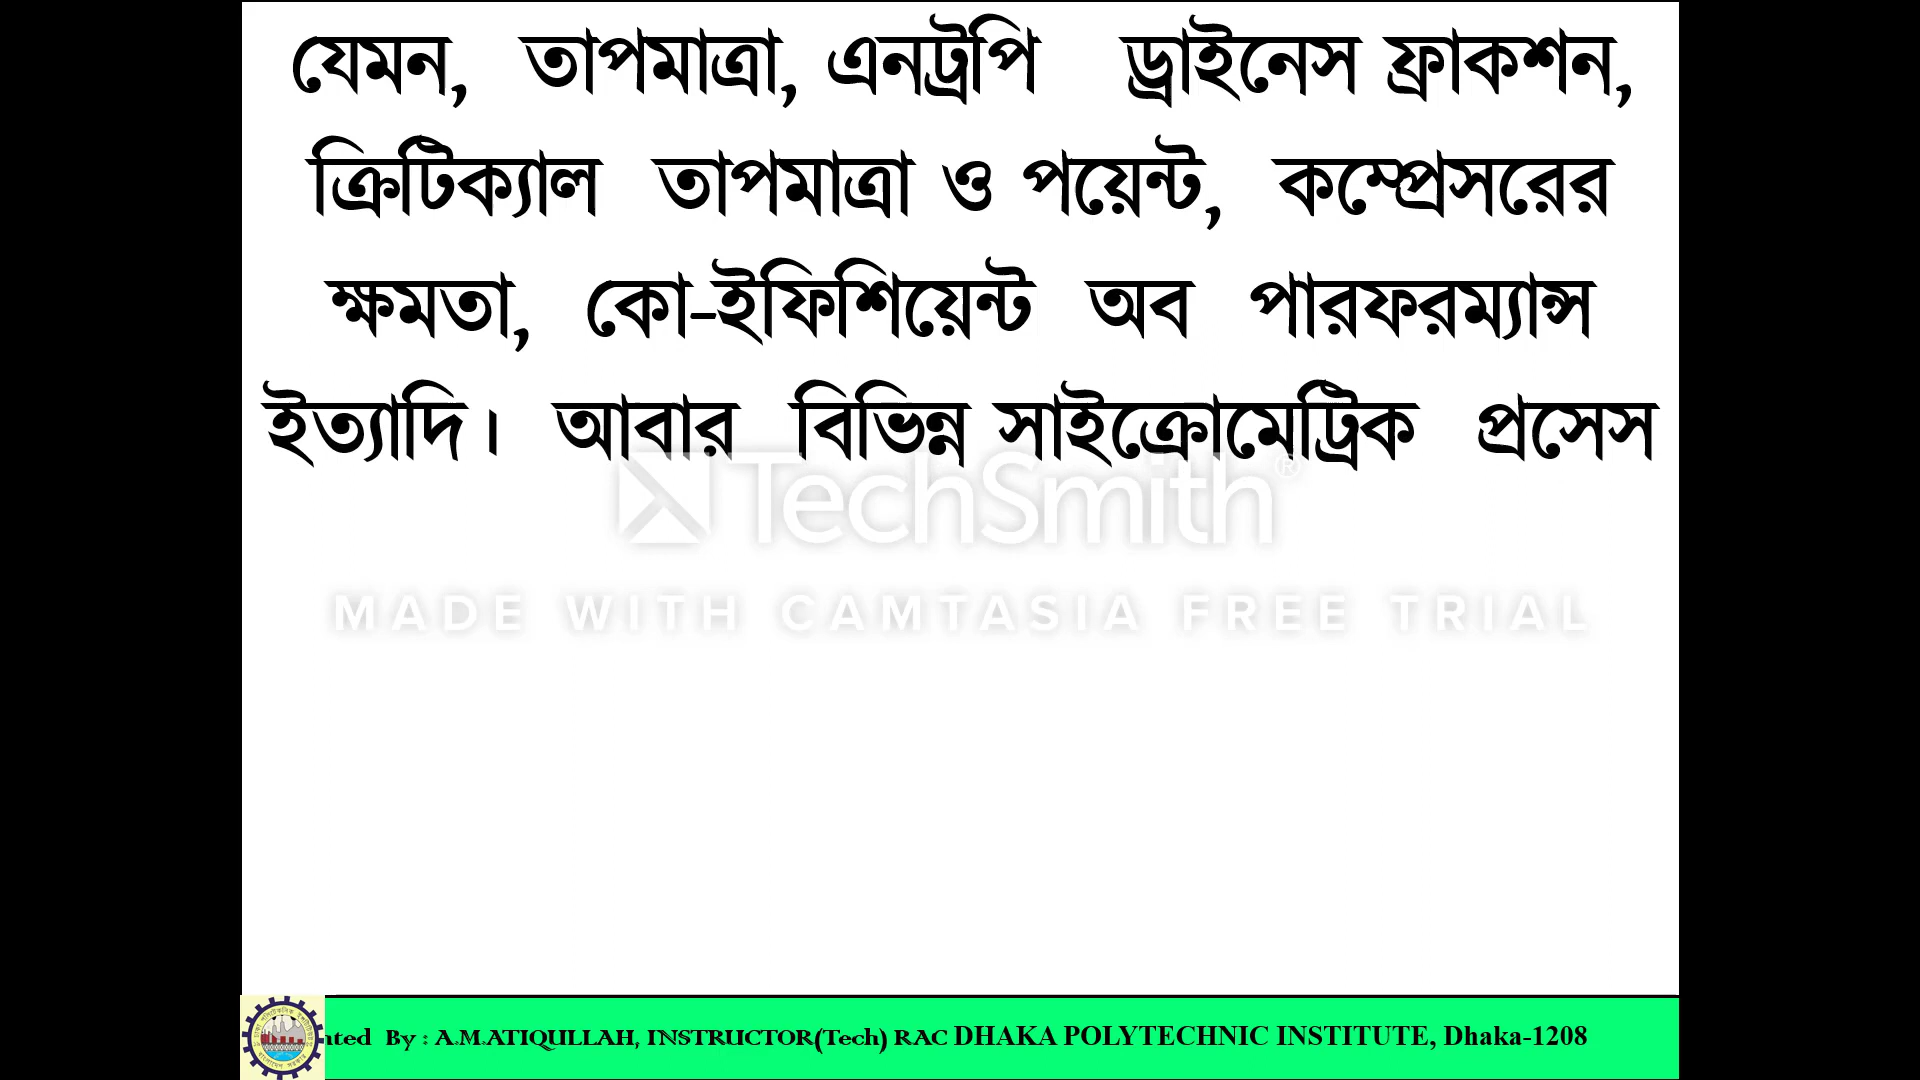 যেমন, তাপমাত্রা, এনট্রপি ড্রাইনেস ফ্রাকশন,
ক্রিটিক্যাল তাপমাত্রা ও পয়েন্ট, কম্প্রেসরের
ক্ষমতা, কো-ইফিশিয়েন্ট অব পারফরম্যান্স
ইত্যাদি। আবার বিভিন্ন সাইক্রোমেট্রিক প্রসেস
TechSmith®
MADE WITH CAMTASIA FREE TRIAL
nted By : A.M.ATIQULLAH, INSTRUCTOR(Tech) RAC DHAKA POLYTECHNIC INSTITUTE, Dhaka-1208